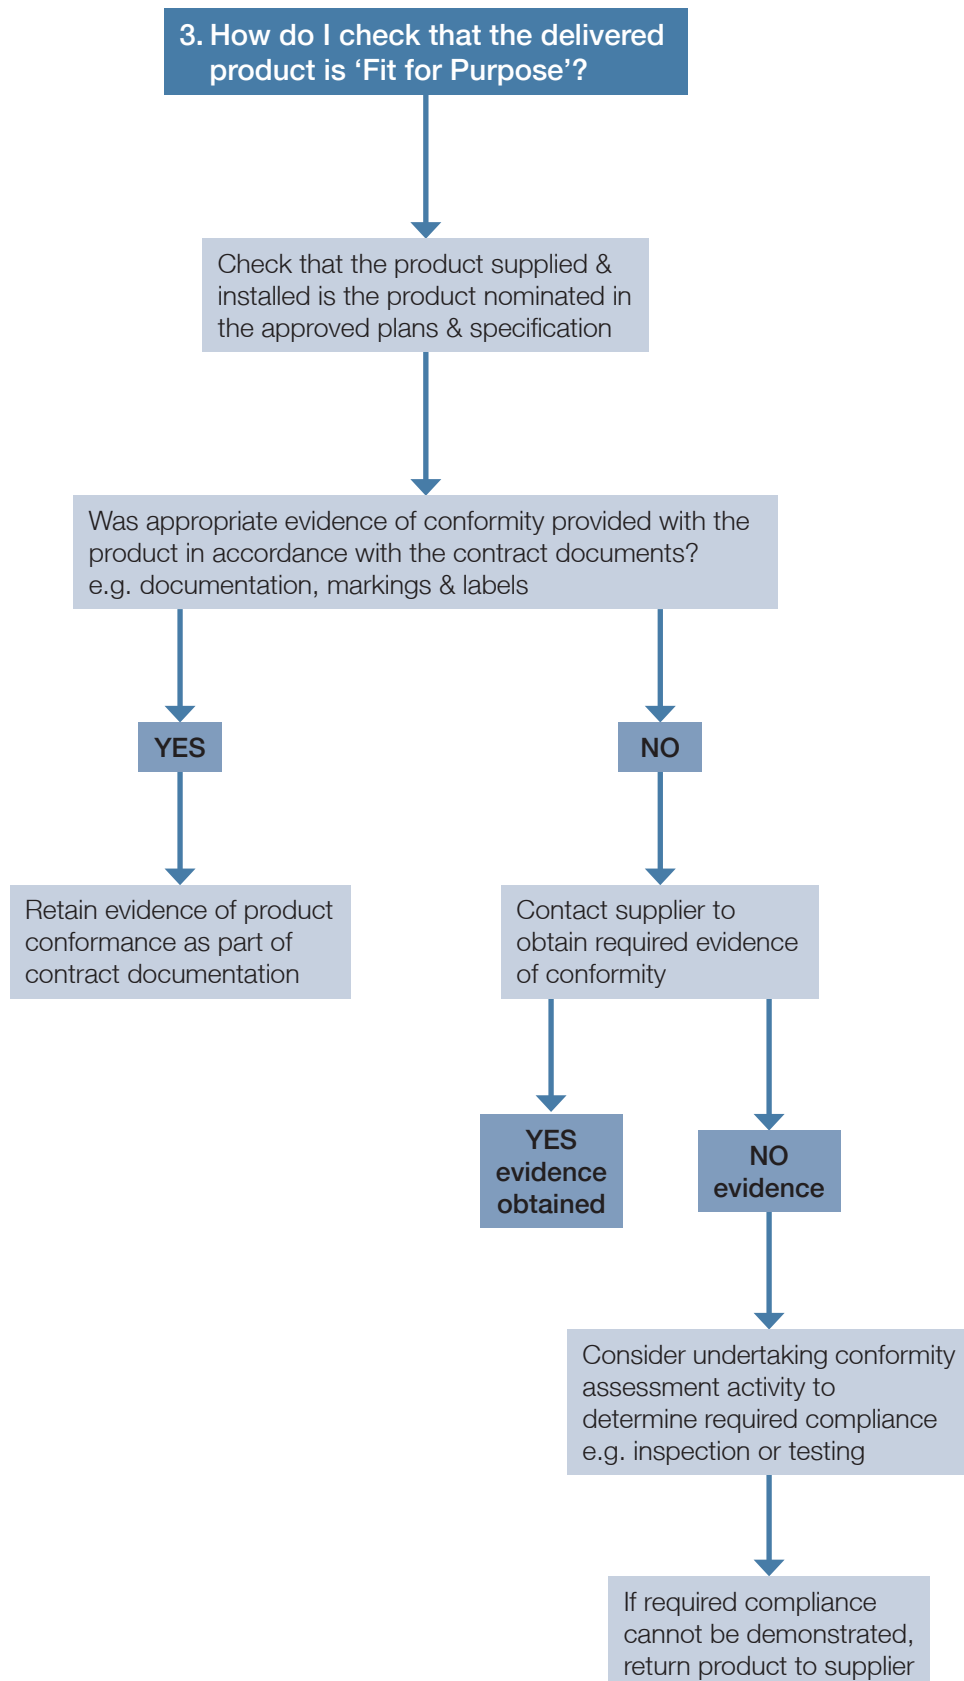 3. How do I check that the delivered
product is ‘Fit for Purpose’?
Check that the product supplied &
installed is the product nominated in
the approved plans & specification
Was appropriate evidence of conformity provided with the
product in accordance with the contract documents?
e.g. documentation, markings & labels
YES
NO
Retain evidence of product
conformance as part of
contract documentation
Contact supplier to
obtain required evidence
of conformity
YES
evidence
obtained
NO
evidence
Consider undertaking conformity
assessment activity to
determine required compliance
e.g. inspection or testing
If required compliance
cannot be demonstrated,
return product to supplier